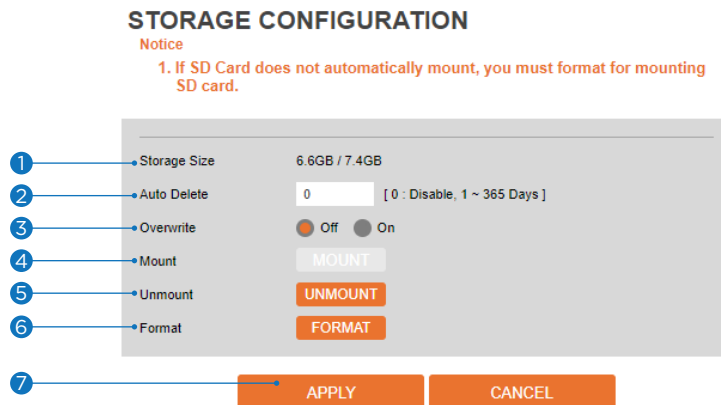 STORAGE CONFIGURATION
Notice
1. If SD Card does not automatically mount, you must format for mounting
SD card.
1 Storage Size 6.6GB / 7.4GB
2 Auto Delete 0 [ 0 : Disable, 1 ~ 365 Days ]
3 Overwrite Off On
4 Mount MOUNT
5 Unmount UNMOUNT
6 Format FORMAT
7 APPLY CANCEL